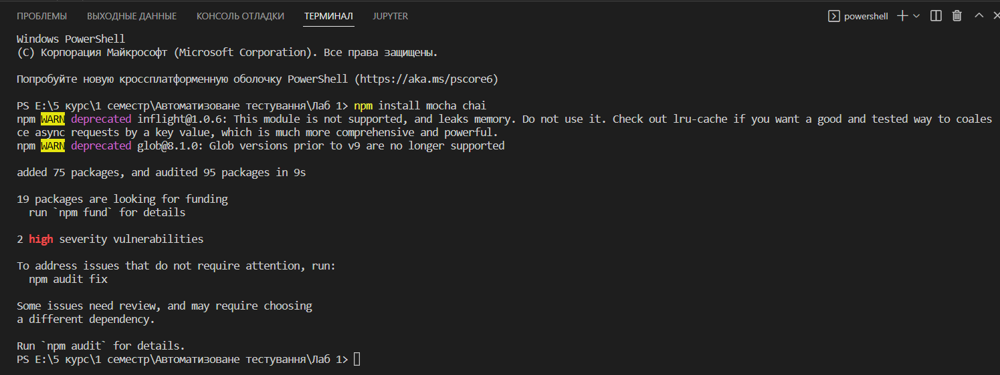 ПРОБЛЕМЫ ВЫХОДНЫЕ ДАННЫЕ КОНСОЛЬ ОТЛАДКИ ТЕРМИНАЛ JUPYTER powershell
Windows PowerShell
(C) Корпорация Майкрософт (Microsoft Corporation). Все права защищены.
Попробуйте новую кроссплатформенную оболочку PowerShell (https://aka.ms/pscore6)
PS E:\5 курс\1 семестр\Автоматизоване тестування\Лаб 1> npm install mocha chai
npm WARN deprecated inflight@1.0.6: This module is not supported, and leaks memory. Do not use it. Check out lru-cache if you want a good and tested way to coales
ce async requests by a key value, which is much more comprehensive and powerful.
npm WARN deprecated glob@8.1.0: Glob versions prior to v9 are no longer supported
added 75 packages, and audited 95 packages in 9s
19 packages are looking for funding
  run `npm fund` for details
2 high severity vulnerabilities
To address issues that do not require attention, run:
  npm audit fix
Some issues need review, and may require choosing
a different dependency.
Run `npm audit` for details.
PS E:\5 курс\1 семестр\Автоматизоване тестування\Лаб 1>